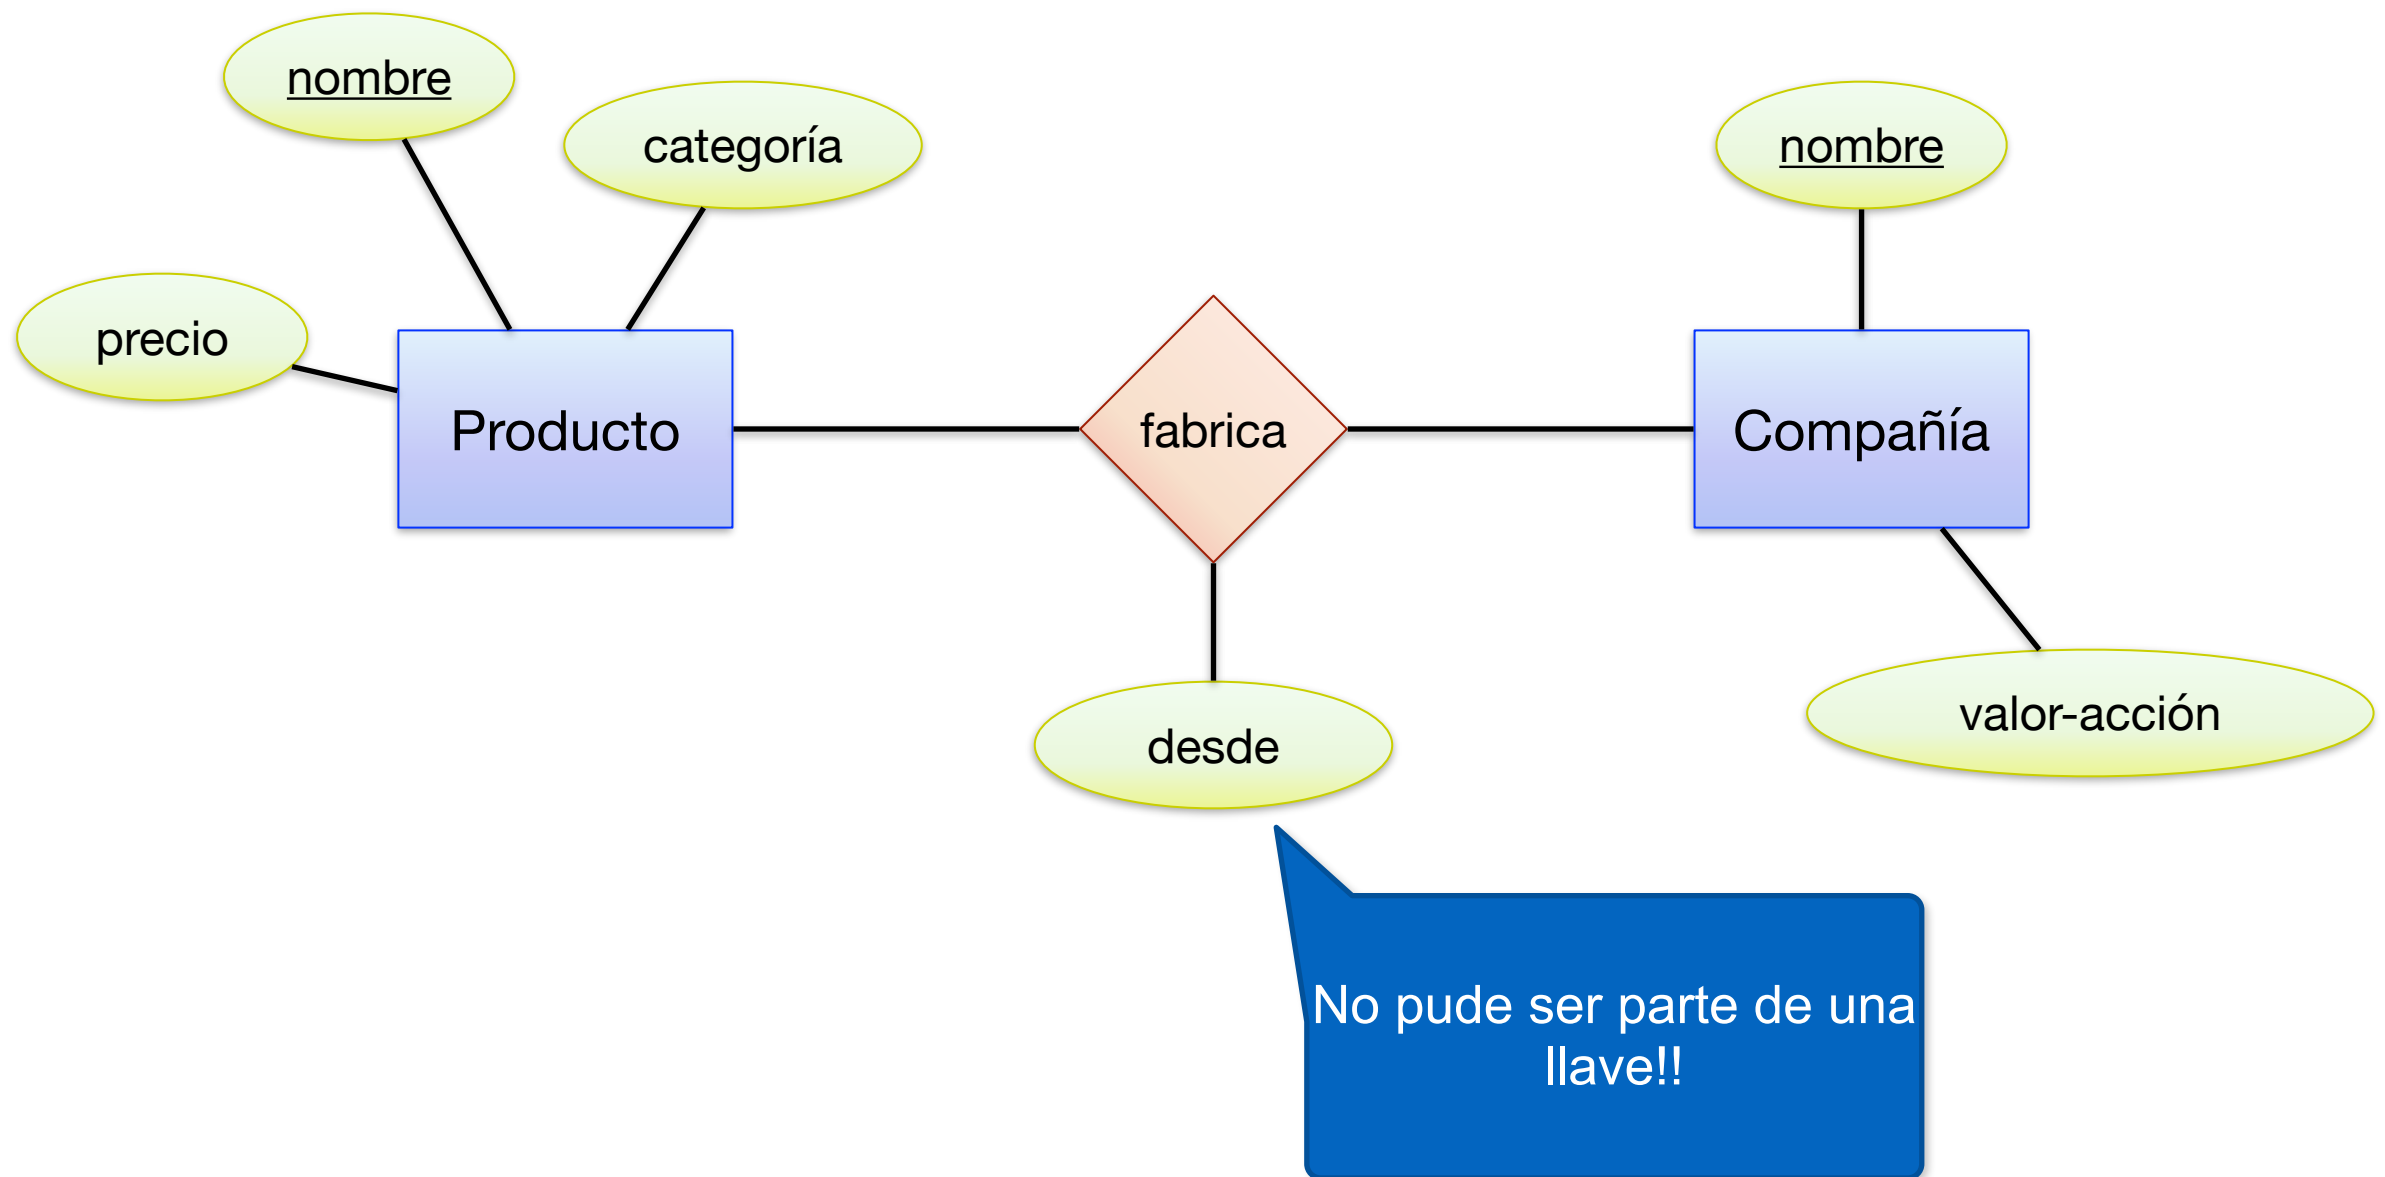 nombre
categoría
nombre
precio
Producto
fabrica
Compañía
desde
valor-acción
No pude ser parte de una
llave!!